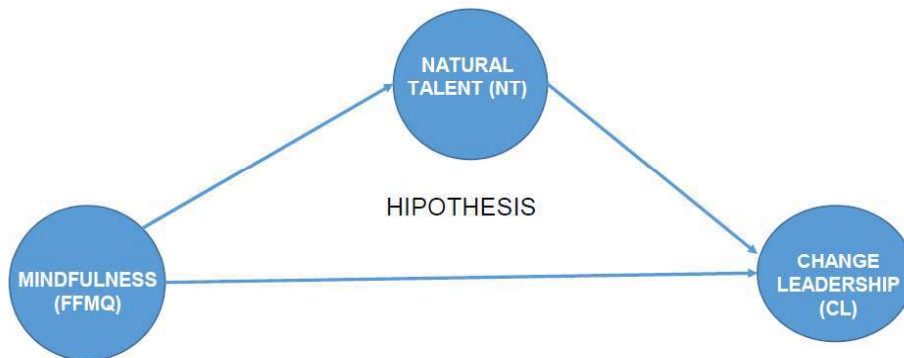 NATURAL
TALENT (NT)
HIPOTHESIS
MINDFULNESS
(FFMQ)
CHANGE
LEADERSHIP
(CL)